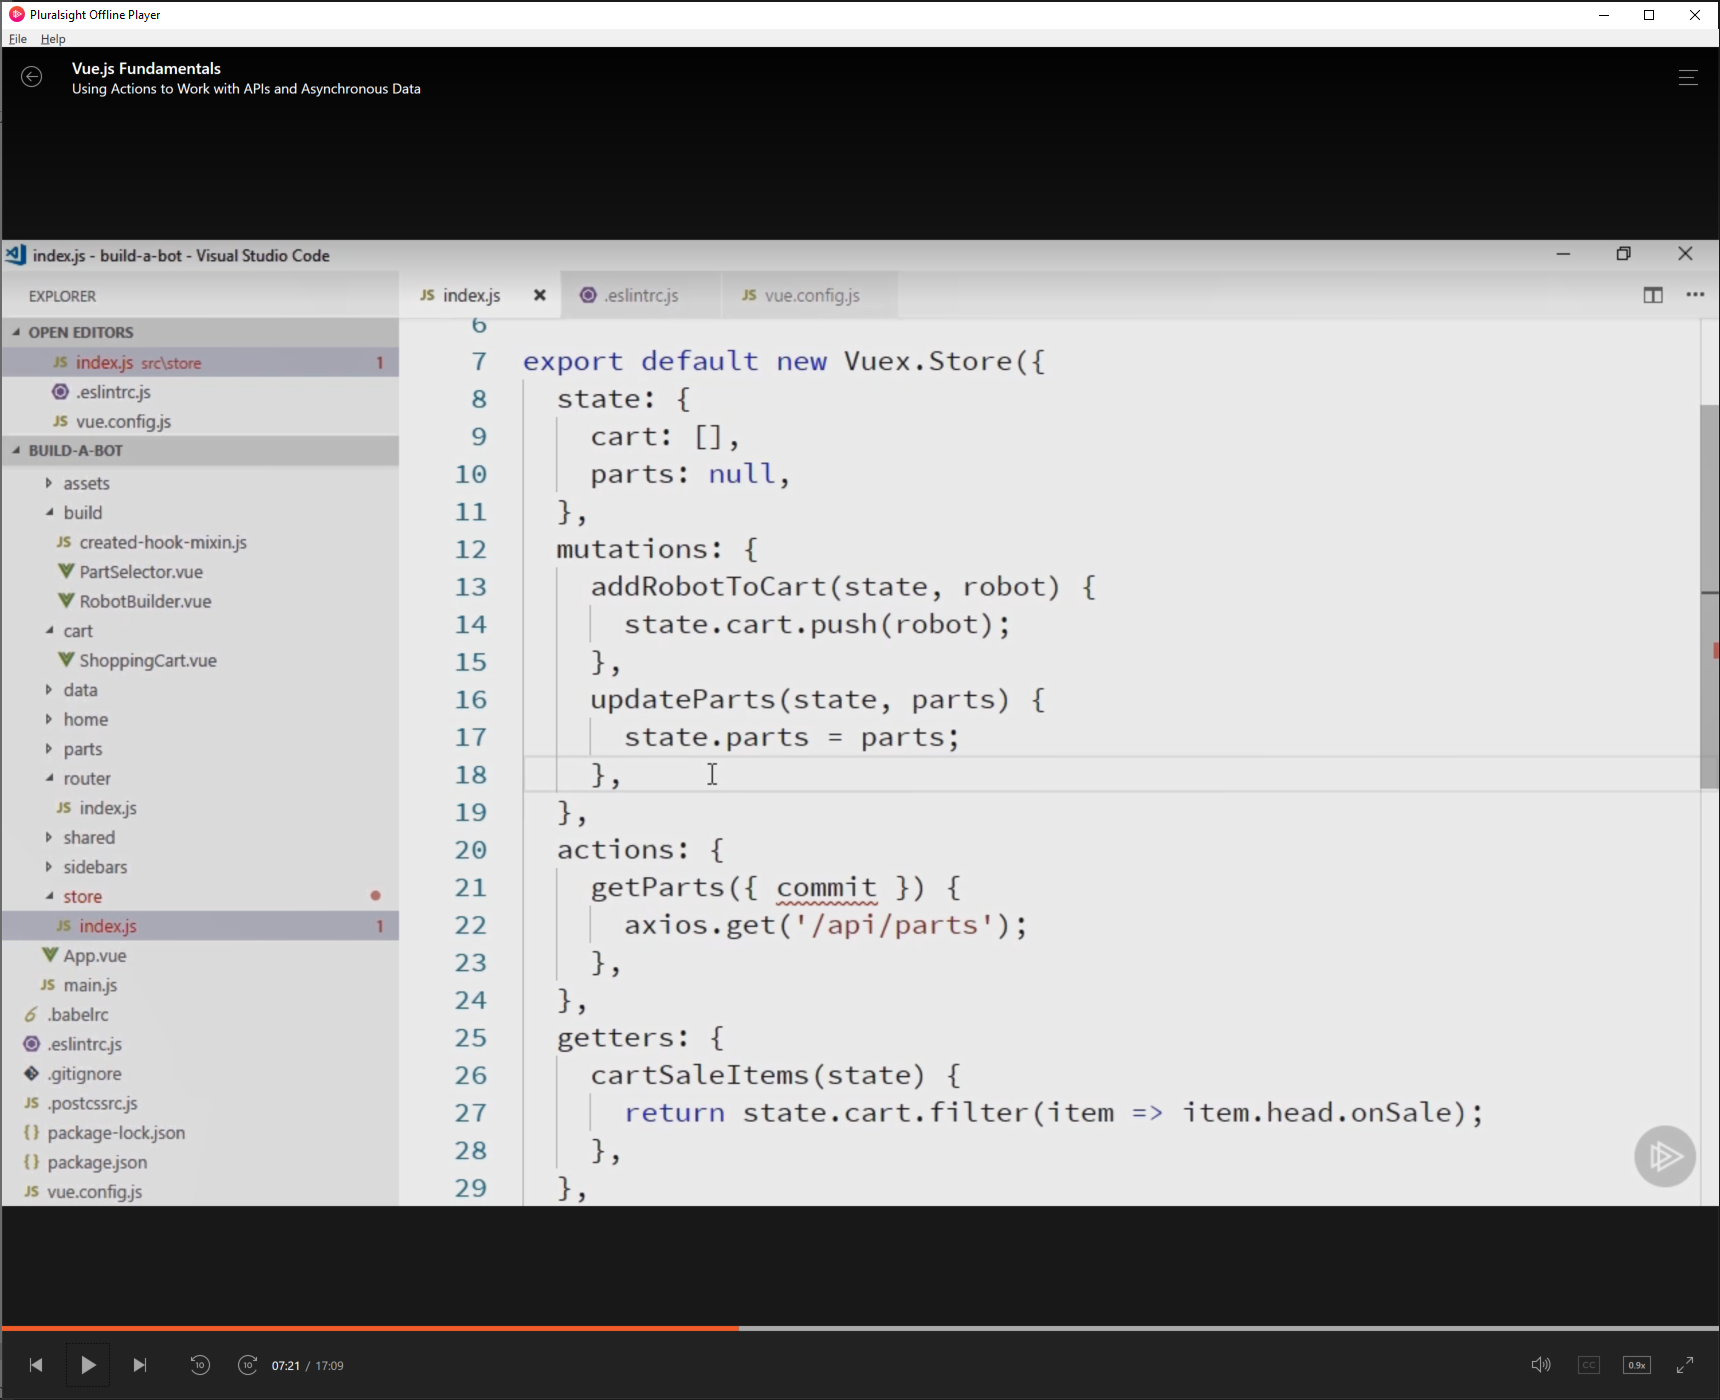 Pluralsight Offline Player
File Help
Vue.js Fundamentals
Using Actions to Work with APIs and Asynchronous Data
index.js - build-a-bot - Visual Studio Code
EXPLORER
JS index.js
.eslintrc.js
JS vue.config.js
OPEN EDITORS
JS index.js src\store 1
.eslintrc.js
JS vue.config.js
BUILD-A-BOT
assets
build
JS created-hook-mixin.js
PartSelector.vue
RobotBuilder.vue
cart
ShoppingCart.vue
data
home
parts
router
JS index.js
shared
sidebars
store
JS index.js 1
App.vue
JS main.js
6 .babelrc
.eslintrc.js
.gitignore
JS .postcssrc.js
{} package-lock.json
{} package.json
JS vue.config.js
6
7 export default new Vuex.Store({
8 state: {
9 cart: [],
10 parts: null,
11 },
12 mutations: {
13 addRobotToCart(state, robot) {
14 state.cart.push(robot);
15 },
16 updateParts(state, parts) {
17 state.parts = parts;
18 },
19 },
20 actions: {
21 getParts({ commit }) {
22 axios.get('/api/parts');
23 },
24 },
25 getters: {
26 cartSaleItems(state) {
27 return state.cart.filter(item => item.head.onSale);
28 },
29 },
10 10 07:21 / 17:09
CC 0.9x